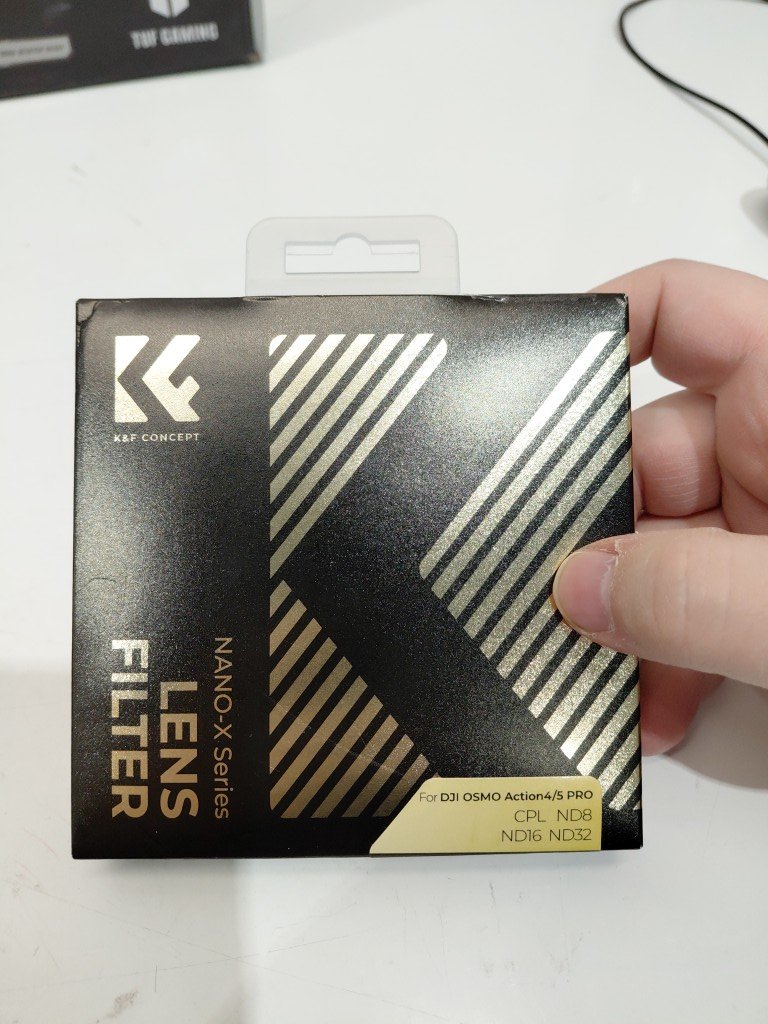 TUF GAMING
K&F CONCEPT
NANO-X Series
LENS
FILTER
For DJI OSMO Action4/5 PRO
CPL ND8
ND16 ND32